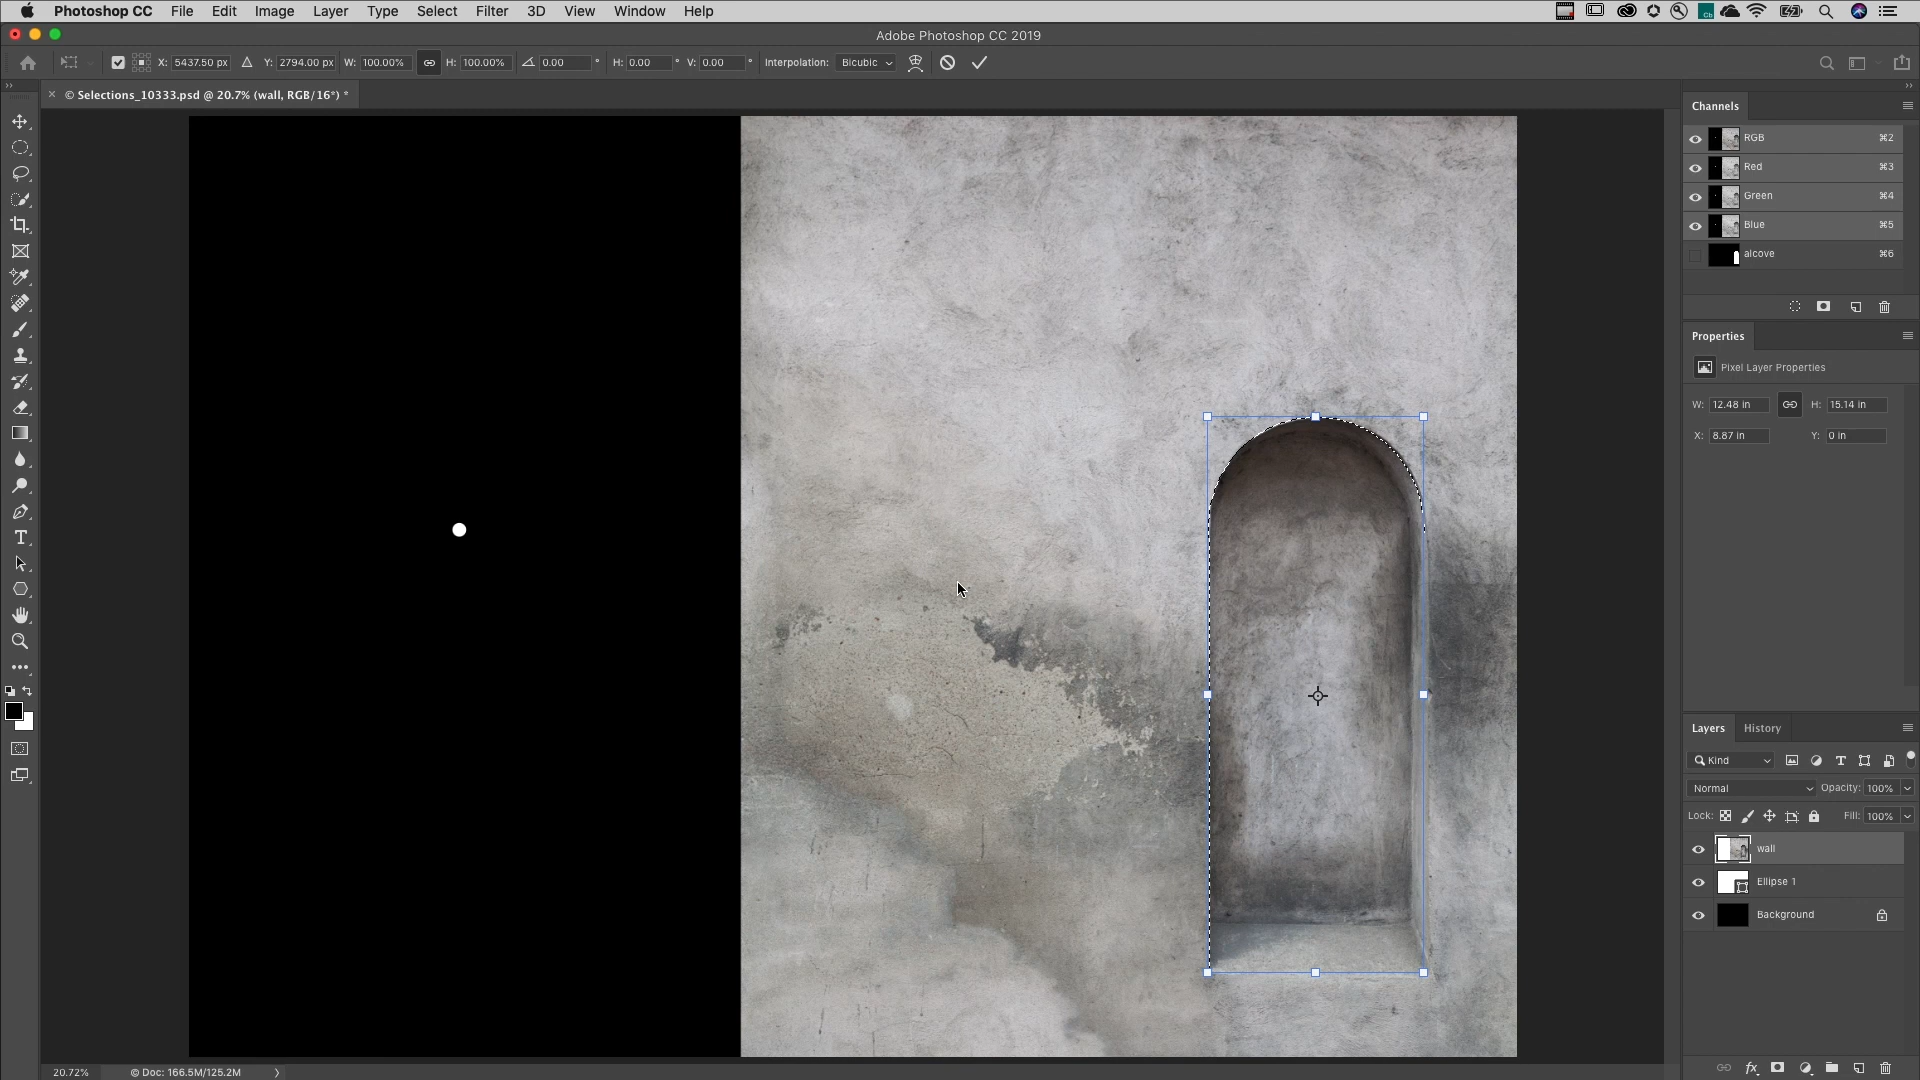 Photoshop CC File Edit Image Layer Type Select Filter 3D View Window Help
Adobe Photoshop CC 2019
X: 5437.50 px Y: 2794.00 px W: 100.00% H: 100.00% 0.00 ° H: 0.00 ° V: 0.00 ° Interpolation: Bicubic
× © Selections_10333.psd @ 20.7% (wall, RGB/16*) *
Channels
RGB ⌘2
Red ⌘3
Green ⌘4
Blue ⌘5
alcove ⌘6
Properties
Pixel Layer Properties
W: 12.48 in H: 15.14 in
X: 8.87 in Y: 0 in
Layers History
Kind
Normal Opacity: 100%
Lock: Fill: 100%
wall
Ellipse 1
Background
20.72% © Doc: 166.5M/125.2M